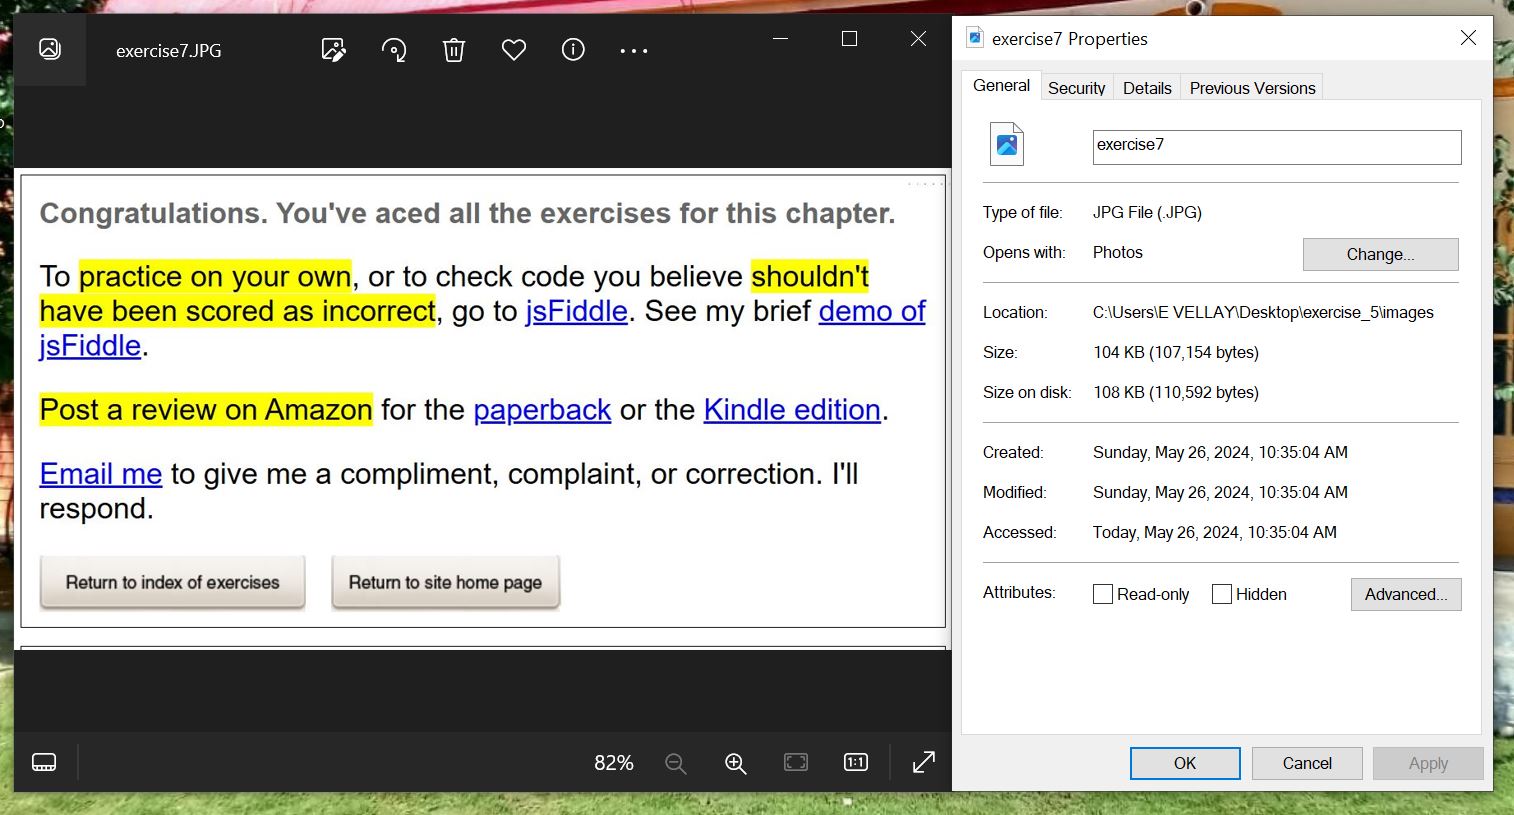 exercise7.JPG
Congratulations. You've aced all the exercises for this chapter.
To practice on your own, or to check code you believe shouldn't
have been scored as incorrect, go to jsFiddle. See my brief demo of
jsFiddle.
Post a review on Amazon for the paperback or the Kindle edition.
Email me to give me a compliment, complaint, or correction. I'll
respond.
Return to index of exercises
Return to site home page
82%
1:1
exercise7 Properties
General Security Details Previous Versions
exercise7
Type of file: JPG File (.JPG)
Opens with: Photos Change...
Location: C:\Users\E VELLAY\Desktop\exercise_5\images
Size: 104 KB (107,154 bytes)
Size on disk: 108 KB (110,592 bytes)
Created: Sunday, May 26, 2024, 10:35:04 AM
Modified: Sunday, May 26, 2024, 10:35:04 AM
Accessed: Today, May 26, 2024, 10:35:04 AM
Attributes: Read-only Hidden Advanced...
OK Cancel Apply